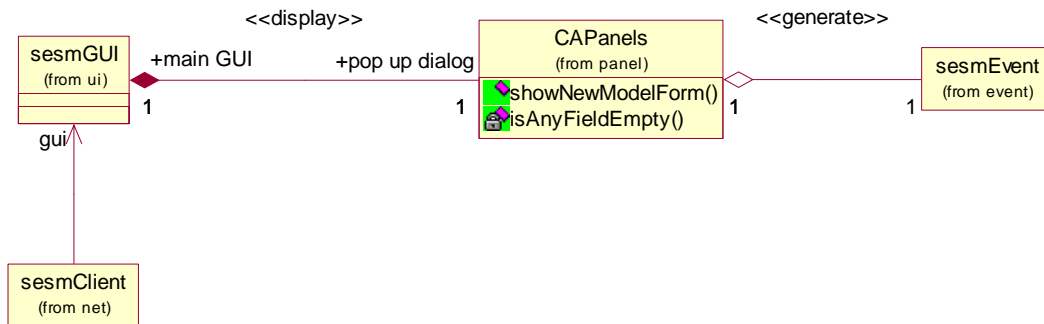 <<display>>
<<generate>>
sesmGUI
(from ui)
+main GUI
1
+pop up dialog
1
CAPanels
(from panel)
showNewModelForm()
isAnyFieldEmpty()
1
1
sesmEvent
(from event)
gui
sesmClient
(from net)